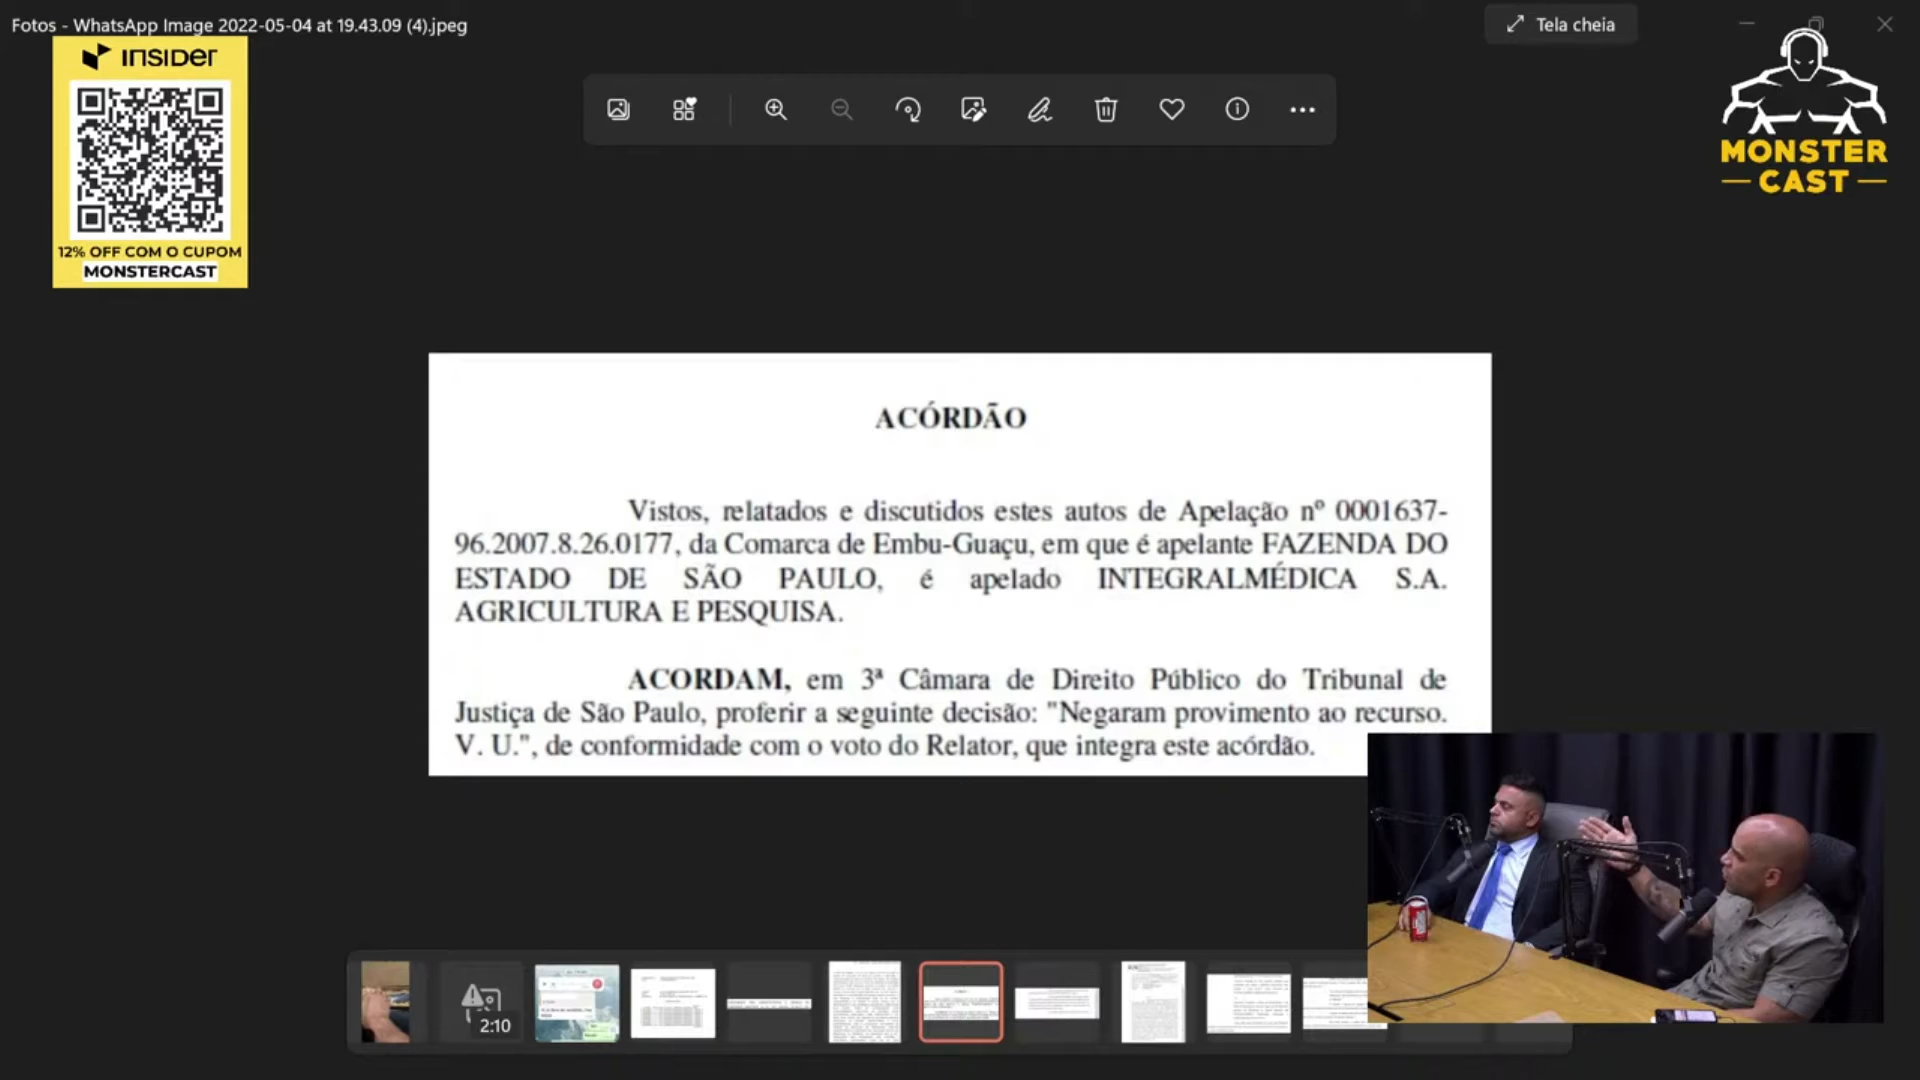 Fotos - WhatsApp Image 2022-05-04 at 19.43.09 (4).jpeg
Tela cheia
INSIDER
12% OFF COM O CUPOM
MONSTERCAST
MONSTER
CAST
ACÓRDÃO
Vistos, relatados e discutidos estes autos de Apelação nº 0001637-
96.2007.8.26.0177, da Comarca de Embu-Guaçu, em que é apelante FAZENDA DO
ESTADO DE SÃO PAULO, é apelado INTEGRALMÉDICA S.A.
AGRICULTURA E PESQUISA.
ACORDAM, em 3ª Câmara de Direito Público do Tribunal de
Justiça de São Paulo, proferir a seguinte decisão: "Negaram provimento ao recurso.
V. U.", de conformidade com o voto do Relator, que integra este acórdão.
2:10